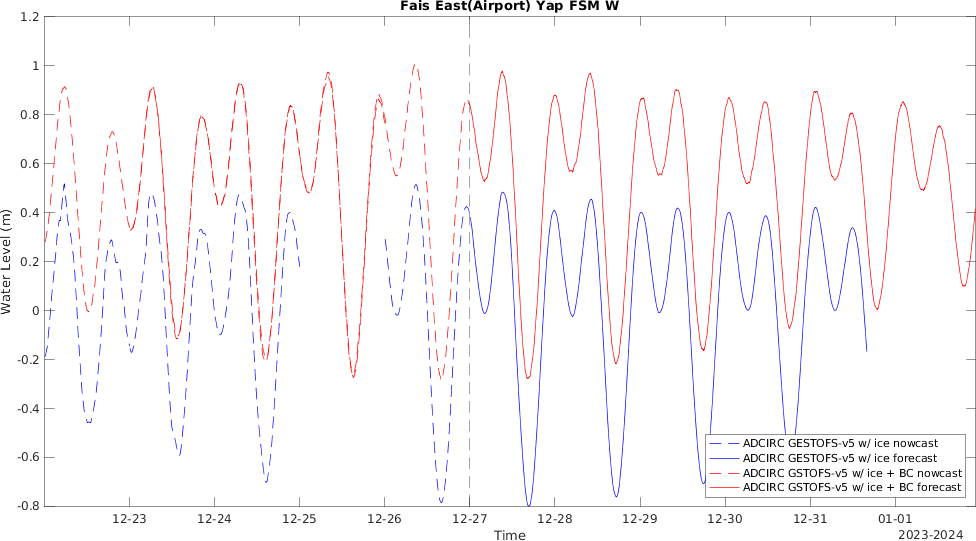 Fais East(Airport) Yap FSM W
1.2
1
0.8
0.6
0.4
0.2
0
-0.2
-0.4
-0.6
-0.8
Water Level (m)
12-23 12-24 12-25 12-26 12-27 12-28 12-29 12-30 12-31 01-01
Time
2023-2024
ADCIRC GESTOFS-v5 w/ ice nowcast
ADCIRC GESTOFS-v5 w/ ice forecast
ADCIRC GSTOFS-v5 w/ ice + BC nowcast
ADCIRC GSTOFS-v5 w/ ice + BC forecast